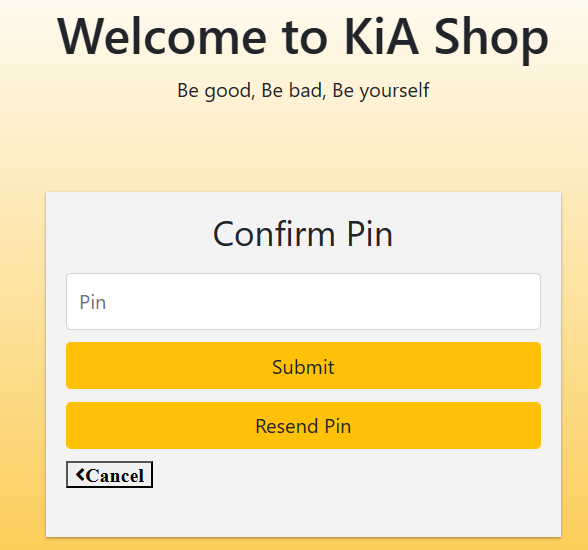 Welcome to KiA Shop
Be good, Be bad, Be yourself
Confirm Pin
Pin
Submit
Resend Pin
Cancel